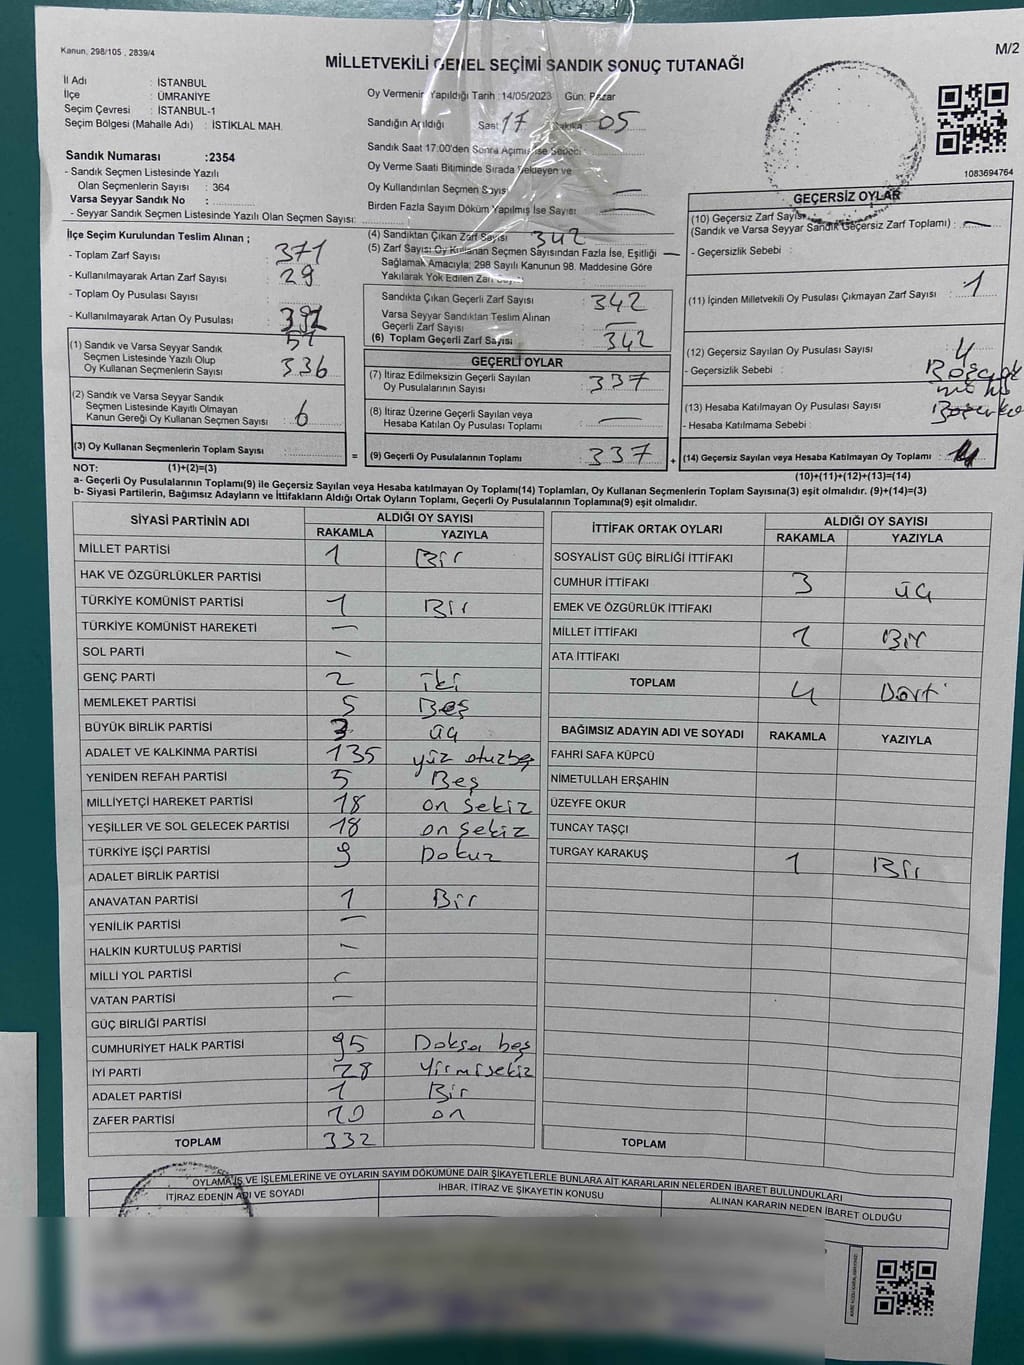 Kanun, 298/105 , 2839/4
M/2
MİLLETVEKİLİ GENEL SEÇİMİ SANDIK SONUÇ TUTANAĞI
İl Adı : İSTANBUL
İlçe : ÜMRANİYE
Seçim Çevresi : İSTANBUL-1
Seçim Bölgesi (Mahalle Adı) : İSTİKLAL MAH.
Sandık Numarası :2354
- Sandık Seçmen Listesinde Yazılı
Olan Seçmenlerin Sayısı : 364
Varsa Seyyar Sandık No :
- Seyyar Sandık Seçmen Listesinde Yazılı Olan Seçmen Sayısı:
Oy Vermenin Yapıldığı Tarih :14/05/2023 Gün: Pazar
Sandığın Açıldığı Saat 17 Dakika: 05
Sandık Saat 17:00'den Sonra Açılmış İse Sebebi :
Oy Verme Saati Bitiminde Sırada Bekleyen ve
Oy Kullandırılan Seçmen Sayısı —
Birden Fazla Sayım Döküm Yapılmış İse Sayısı —
1083694764
İlçe Seçim Kurulundan Teslim Alınan ;
- Toplam Zarf Sayısı : 371
- Kullanılmayarak Artan Zarf Sayısı : 29
- Toplam Oy Pusulası Sayısı :
- Kullanılmayarak Artan Oy Pusulası :
(1) Sandık ve Varsa Seyyar Sandık
Seçmen Listesinde Yazılı Olup
Oy Kullanan Seçmenlerin Sayısı : 336
(2) Sandık ve Varsa Seyyar Sandık
Seçmen Listesinde Kayıtlı Olmayan
Kanun Gereği Oy Kullanan Seçmen Sayısı : 6
(3) Oy Kullanan Seçmenlerin Toplam Sayısı :
(4) Sandıktan Çıkan Zarf Sayısı : 342
(5) Zarf Sayısı Oy Kullanan Seçmen Sayısından Fazla İse, Eşitliği
Sağlamak Amacıyla; 298 Sayılı Kanunun 98. Maddesine Göre
Yakılarak Yok Edilen Zarf Sayısı : —
Sandıkta Çıkan Geçerli Zarf Sayısı : 342
Varsa Seyyar Sandıktan Teslim Alınan
Geçerli Zarf Sayısı : —
(6) Toplam Geçerli Zarf Sayısı : 342
GEÇERLİ OYLAR
(7) İtiraz Edilmeksizin Geçerli Sayılan
Oy Pusulalarının Sayısı : 337
(8) İtiraz Üzerine Geçerli Sayılan veya
Hesaba Katılan Oy Pusulası Toplamı : —
= (9) Geçerli Oy Pusulalarının Toplamı : 337
GEÇERSİZ OYLAR
(10) Geçersiz Zarf Sayısı
(Sandık ve Varsa Seyyar Sandık Geçersiz Zarf Toplamı) : —
- Geçersizlik Sebebi :
(11) İçinden Milletvekili Oy Pusulası Çıkmayan Zarf Sayısı : 1
(12) Geçersiz Sayılan Oy Pusulası Sayısı : 4
- Geçersizlik Sebebi :
(13) Hesaba Katılmayan Oy Pusulası Sayısı :
- Hesaba Katılmama Sebebi :
+ (14) Geçersiz Sayılan veya Hesaba Katılmayan Oy Toplamı :
NOT: (1)+(2)=(3)
(10)+(11)+(12)+(13)=(14)
a- Geçerli Oy Pusulalarının Toplamı(9) ile Geçersiz Sayılan veya Hesaba katılmayan Oy Toplamı(14) Toplamları, Oy Kullanan Seçmenlerin Toplam Sayısına(3) eşit olmalıdır. (9)+(14)=(3)
b- Siyasi Partilerin, Bağımsız Adayların ve İttifakların Aldığı Ortak Oyların Toplamı, Geçerli Oy Pusulalarının Toplamına(9) eşit olmalıdır.
SİYASİ PARTİNİN ADI ALDIĞI OY SAYISI
RAKAMLA YAZIYLA
MİLLET PARTİSİ 1 Bir
HAK VE ÖZGÜRLÜKLER PARTİSİ
TÜRKİYE KOMÜNİST PARTİSİ 1 Bir
TÜRKİYE KOMÜNİST HAREKETİ —
SOL PARTİ —
GENÇ PARTİ 2 iki
MEMLEKET PARTİSİ 5 Beş
BÜYÜK BİRLİK PARTİSİ 3 üç
ADALET VE KALKINMA PARTİSİ 135 yüz otuzbeş
YENİDEN REFAH PARTİSİ 5 Beş
MİLLİYETÇİ HAREKET PARTİSİ 18 on sekiz
YEŞİLLER VE SOL GELECEK PARTİSİ 18 on sekiz
TÜRKİYE İŞÇİ PARTİSİ 9 Dokuz
ADALET BİRLİK PARTİSİ
ANAVATAN PARTİSİ 1 Bir
YENİLİK PARTİSİ —
HALKIN KURTULUŞ PARTİSİ —
MİLLİ YOL PARTİSİ —
VATAN PARTİSİ —
GÜÇ BİRLİĞİ PARTİSİ
CUMHURİYET HALK PARTİSİ 95 Doksa beş
İYİ PARTİ 28 Yirmisekiz
ADALET PARTİSİ 1 Bir
ZAFER PARTİSİ 10 on
TOPLAM 332
İTTİFAK ORTAK OYLARI ALDIĞI OY SAYISI
RAKAMLA YAZIYLA
SOSYALİST GÜÇ BİRLİĞİ İTTİFAKI
CUMHUR İTTİFAKI 3 üç
EMEK VE ÖZGÜRLÜK İTTİFAKI
MİLLET İTTİFAKI 1 Bir
ATA İTTİFAKI
TOPLAM 4 Dört
BAĞIMSIZ ADAYIN ADI VE SOYADI RAKAMLA YAZIYLA
FAHRİ SAFA KÜPCÜ
NİMETULLAH ERŞAHİN
ÜZEYFE OKUR
TUNCAY TAŞÇI
TURGAY KARAKUŞ 1 Bir
TOPLAM
OYLAMA İŞ VE İŞLEMLERİNE VE OYLARIN SAYIM DÖKÜMÜNE DAİR ŞİKAYETLERLE BUNLARA AİT KARARLARIN NELERDEN İBARET BULUNDUKLARI
İTİRAZ EDENİN ADI VE SOYADI
İHBAR, İTİRAZ VE ŞİKAYETİN KONUSU
ALINAN KARARIN NEDEN İBARET OLDUĞU